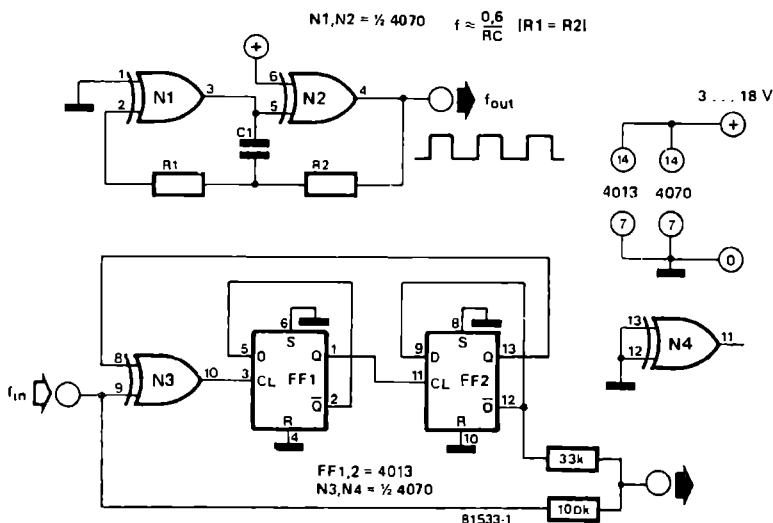 N1,N2 = ½ 4070 f ≈ 0,6/RC |R1 = R2|
+
1
2
N1
3
6
5
N2
4
fout
C1
R1
R2
3 ... 18 V
+
14
14
4013 4070
7
7
0
13
12
N4
11
fin
8
9
N3
10
6
S
5
D
Q
1
3
CL
FF1
Q
2
R
4
8
S
9
D
Q
13
11
CL
FF2
Q
12
R
10
33k
100k
FF1,2 = 4013
N3,N4 = ½ 4070
81533-1